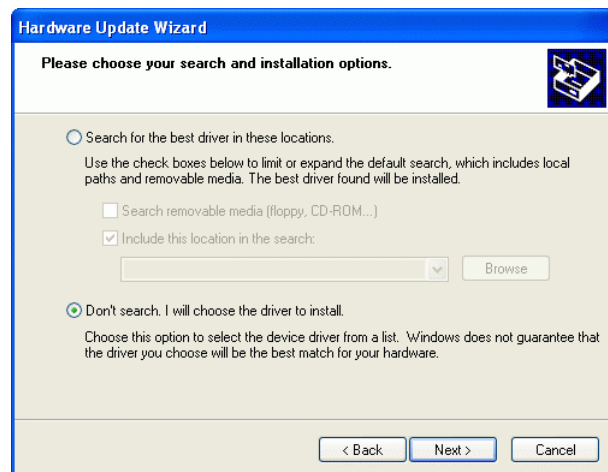 Hardware Update Wizard
Please choose your search and installation options.
Search for the best driver in these locations.
Use the check boxes below to limit or expand the default search, which includes local
paths and removable media. The best driver found will be installed.
Search removable media (floppy, CD-ROM...)
Include this location in the search:
Browse
Don't search. I will choose the driver to install.
Choose this option to select the device driver from a list. Windows does not guarantee that
the driver you choose will be the best match for your hardware.
< Back Next > Cancel